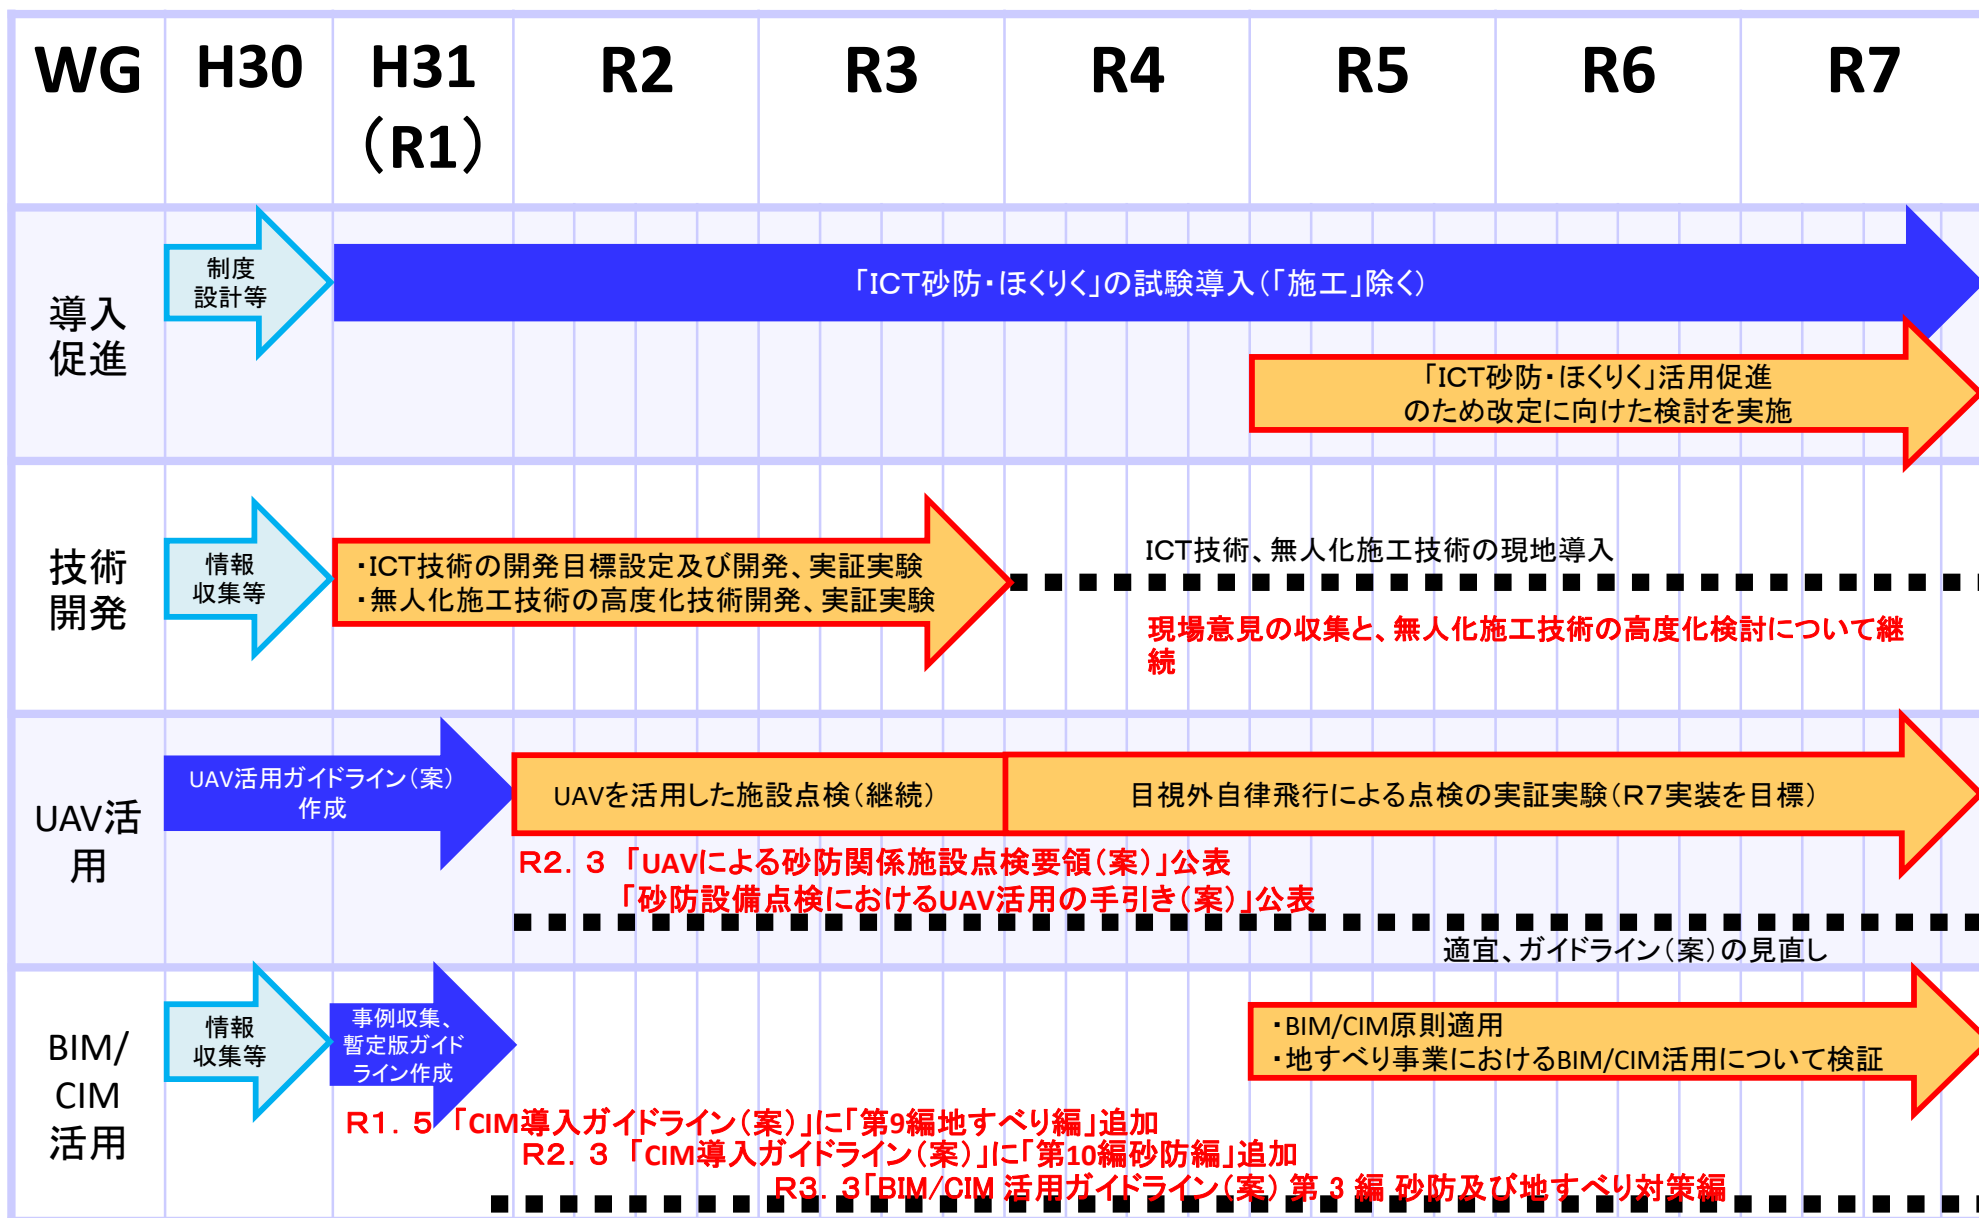 WG
H30
H31
（R1）
R2
R3
R4
R5
R6
R7
導入
促進
制度
設計等
「ICT砂防・ほくりく」の試験導入（「施工」除く）
「ICT砂防・ほくりく」活用促進
のため改定に向けた検討を実施
技術
開発
情報
収集等
・ICT技術の開発目標設定及び開発、実証実験
・無人化施工技術の高度化技術開発、実証実験
ICT技術、無人化施工技術の現地導入
現場意見の収集と、無人化施工技術の高度化検討について継
続
UAV活
用
UAV活用ガイドライン（案）
作成
UAVを活用した施設点検（継続）
目視外自律飛行による点検の実証実験（R７実装を目標）
R２．３ 「UAVによる砂防関係施設点検要領（案）」公表
「砂防設備点検におけるUAV活用の手引き（案）」公表
適宜、ガイドライン（案）の見直し
BIM/
CIM
活用
情報
収集等
事例収集、
暫定版ガイド
ライン作成
・BIM/CIM原則適用
・地すべり事業におけるBIM/CIM活用について検証
R１．５ 「CIM導入ガイドライン（案）」に「第9編地すべり編」追加
R２．３ 「CIM導入ガイドライン（案）」に「第10編砂防編」追加
R３．３「BIM/CIM 活用ガイドライン（案） 第 3 編 砂防及び地すべり対策編